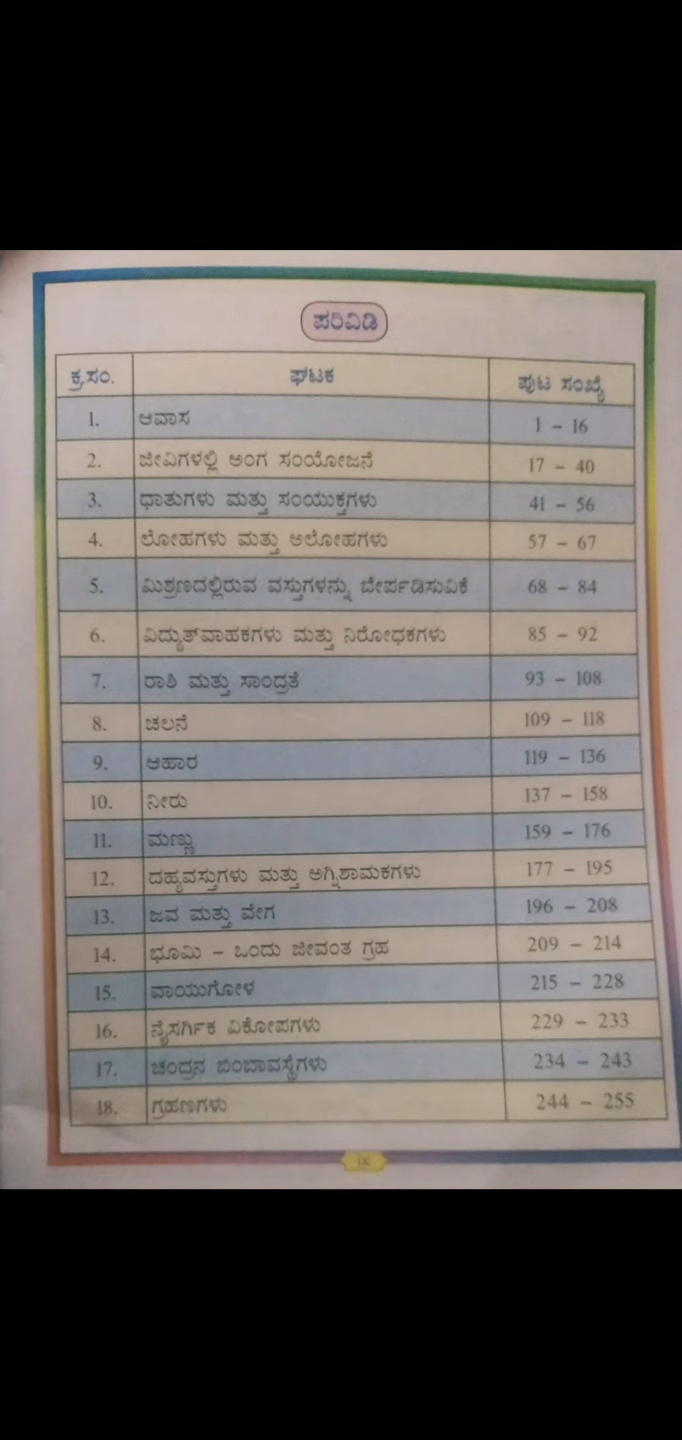 ಪರಿವಿಡಿ
ಕ್ರ.ಸಂ. ಘಟಕ ಪುಟ ಸಂಖ್ಯೆ
1. ಆವಾಸ 1 – 16
2. ಜೀವಿಗಳಲ್ಲಿ ಅಂಗ ಸಂಯೋಜನೆ 17 – 40
3. ಧಾತುಗಳು ಮತ್ತು ಸಂಯುಕ್ತಗಳು 41 – 56
4. ಲೋಹಗಳು ಮತ್ತು ಅಲೋಹಗಳು 57 – 67
5. ಮಿಶ್ರಣದಲ್ಲಿರುವ ವಸ್ತುಗಳನ್ನು ಬೇರ್ಪಡಿಸುವಿಕೆ 68 – 84
6. ವಿದ್ಯುತ್‌ವಾಹಕಗಳು ಮತ್ತು ನಿರೋಧಕಗಳು 85 – 92
7. ರಾಶಿ ಮತ್ತು ಸಾಂದ್ರತೆ 93 – 108
8. ಚಲನೆ 109 – 118
9. ಆಹಾರ 119 – 136
10. ನೀರು 137 – 158
11. ಮಣ್ಣು 159 – 176
12. ದಹ್ಯವಸ್ತುಗಳು ಮತ್ತು ಅಗ್ನಿಶಾಮಕಗಳು 177 – 195
13. ಜವ ಮತ್ತು ವೇಗ 196 – 208
14. ಭೂಮಿ – ಒಂದು ಜೀವಂತ ಗ್ರಹ 209 – 214
15. ವಾಯುಗೋಳ 215 – 228
16. ನೈಸರ್ಗಿಕ ವಿಕೋಪಗಳು 229 – 233
17. ಚಂದ್ರನ ಬಿಂಬಾವಸ್ಥೆಗಳು 234 – 243
18. ಗ್ರಹಣಗಳು 244 – 255